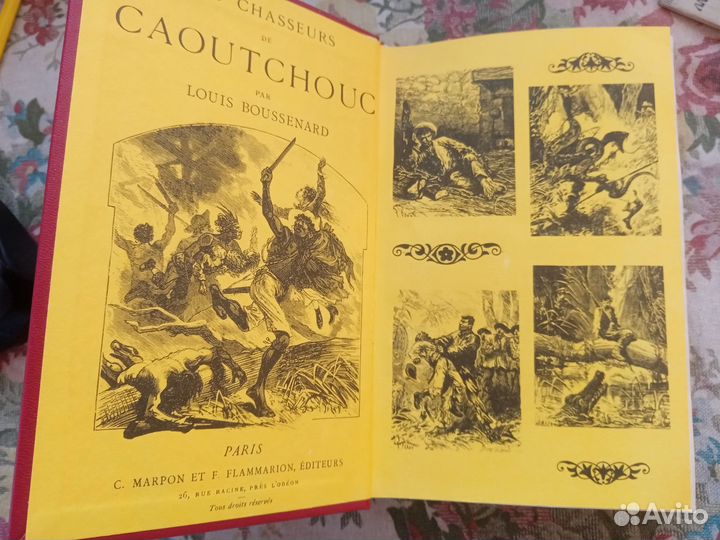 CHASSEURS
DE
CAOUTCHOUC
PAR
LOUIS BOUSSENARD
PARIS
C. MARPON ET F. FLAMMARION, ÉDITEURS
26, RUE RACINE, PRÈS L'ODÉON
Tous droits réservés
Avito